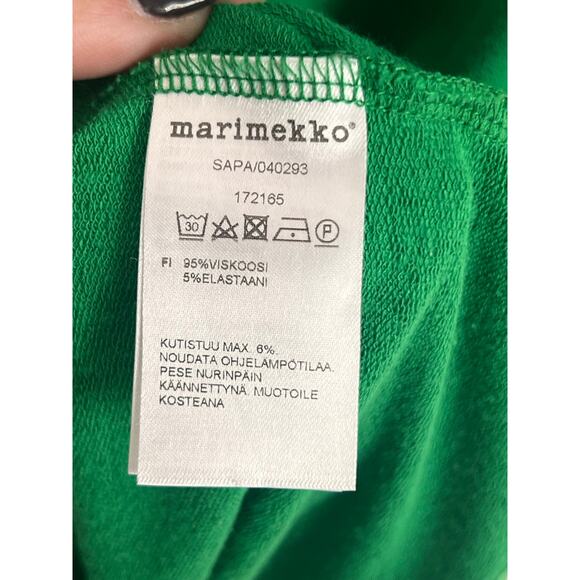 marimekko®
SAPA/040293
172165
30 P
FI 95%VISKOOSI
5%ELASTAANI
KUTISTUU MAX. 6%.
NOUDATA OHJELÄMPÖTILAA.
PESE NURINPÄIN
KÄÄNNETTYNÄ. MUOTOILE
KOSTEANA